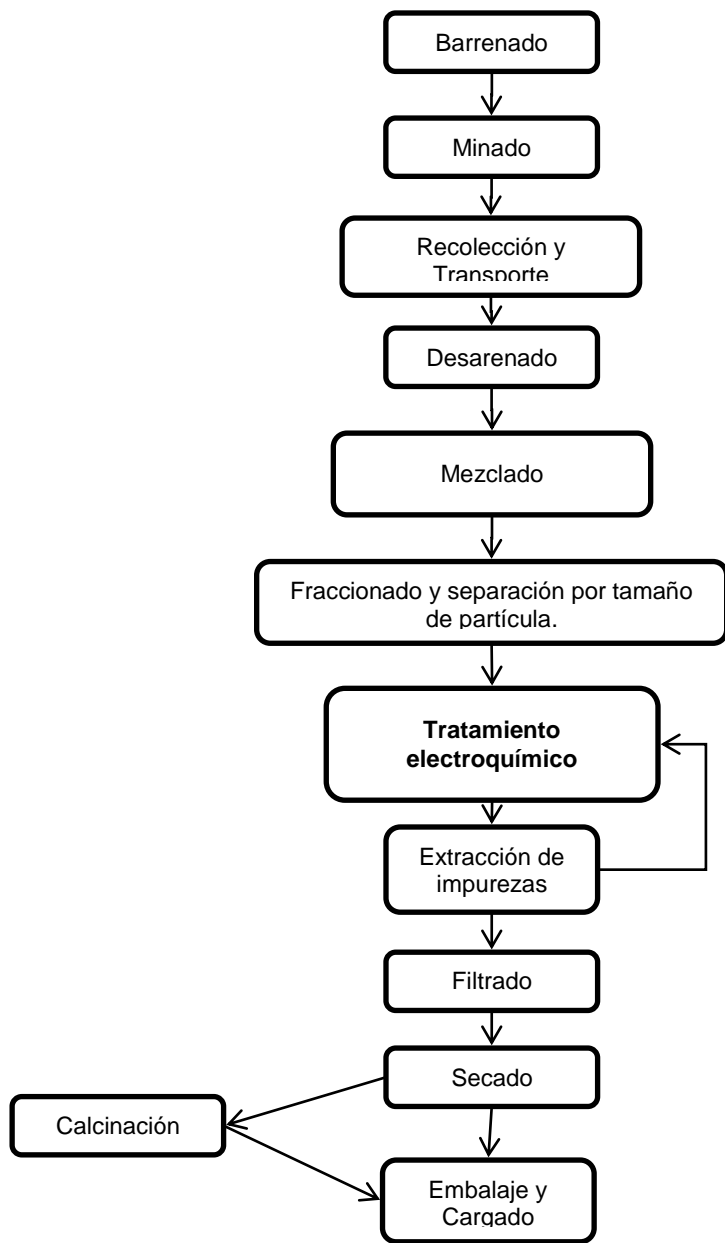 Barrenado
Minado
Recolección y
Transporte
Desarenado
Mezclado
Fraccionado y separación por tamaño
de partícula.
Tratamiento
electroquímico
Extracción de
impurezas
Filtrado
Secado
Calcinación
Embalaje y
Cargado